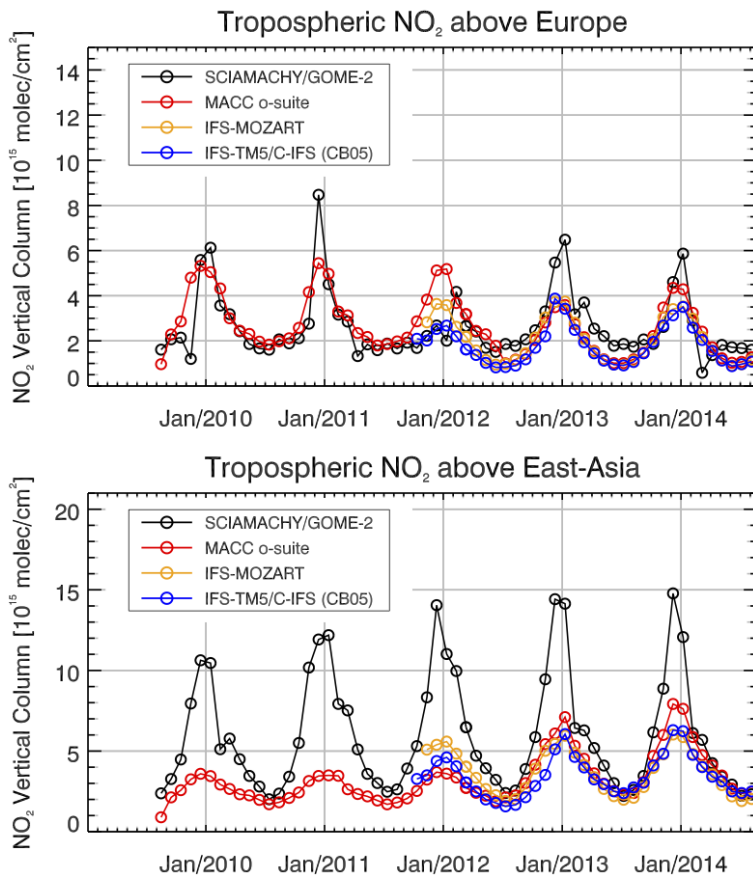 Tropospheric NO₂ above Europe
NO₂ Vertical Column [10¹⁵ molec/cm²]
14
12
10
8
6
4
2
0
SCIAMACHY/GOME-2
MACC o-suite
IFS-MOZART
IFS-TM5/C-IFS (CB05)
Jan/2010 Jan/2011 Jan/2012 Jan/2013 Jan/2014
Tropospheric NO₂ above East-Asia
NO₂ Vertical Column [10¹⁵ molec/cm²]
20
15
10
5
0
SCIAMACHY/GOME-2
MACC o-suite
IFS-MOZART
IFS-TM5/C-IFS (CB05)
Jan/2010 Jan/2011 Jan/2012 Jan/2013 Jan/2014